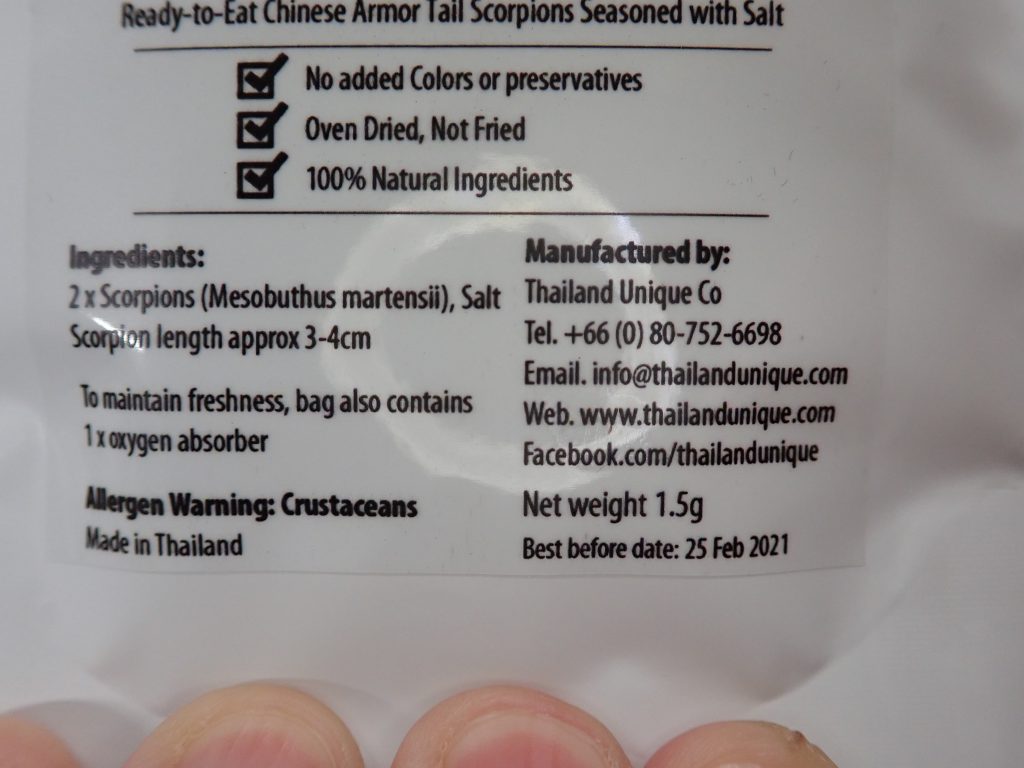 Ready-to-Eat Chinese Armor Tail Scorpions Seasoned with Salt
No added Colors or preservatives
Oven Dried, Not Fried
100% Natural Ingredients
Ingredients:
2 x Scorpions (Mesobuthus martensii), Salt
Scorpion length approx 3-4cm
To maintain freshness, bag also contains
1 x oxygen absorber
Allergen Warning: Crustaceans
Made in Thailand
Manufactured by:
Thailand Unique Co
Tel. +66 (0) 80-752-6698
Email. info@thailandunique.com
Web. www.thailandunique.com
Facebook.com/thailandunique
Net weight 1.5g
Best before date: 25 Feb 2021